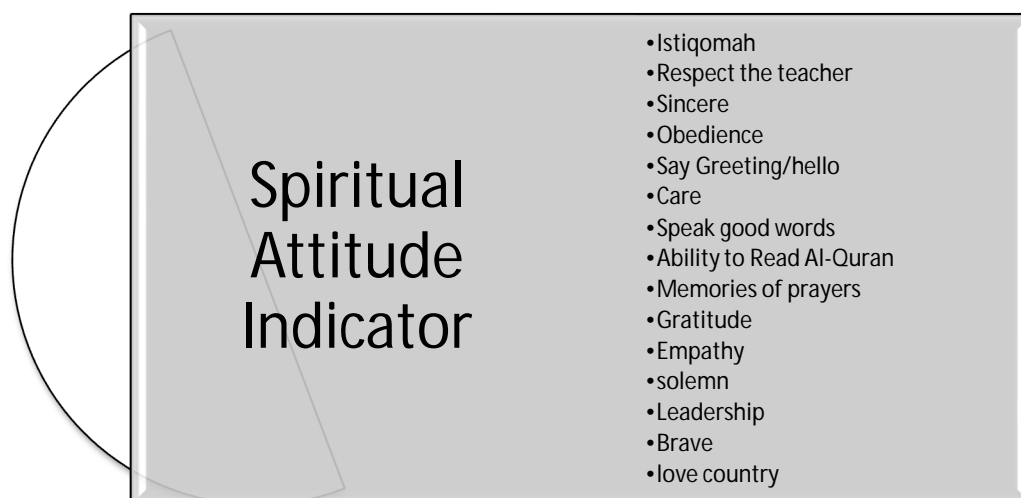 Spiritual
Attitude
Indicator
•Istiqomah
•Respect the teacher
•Sincere
•Obedience
•Say Greeting/hello
•Care
•Speak good words
•Ability to Read Al-Quran
•Memories of prayers
•Gratitude
•Empathy
•solemn
•Leadership
•Brave
•love country